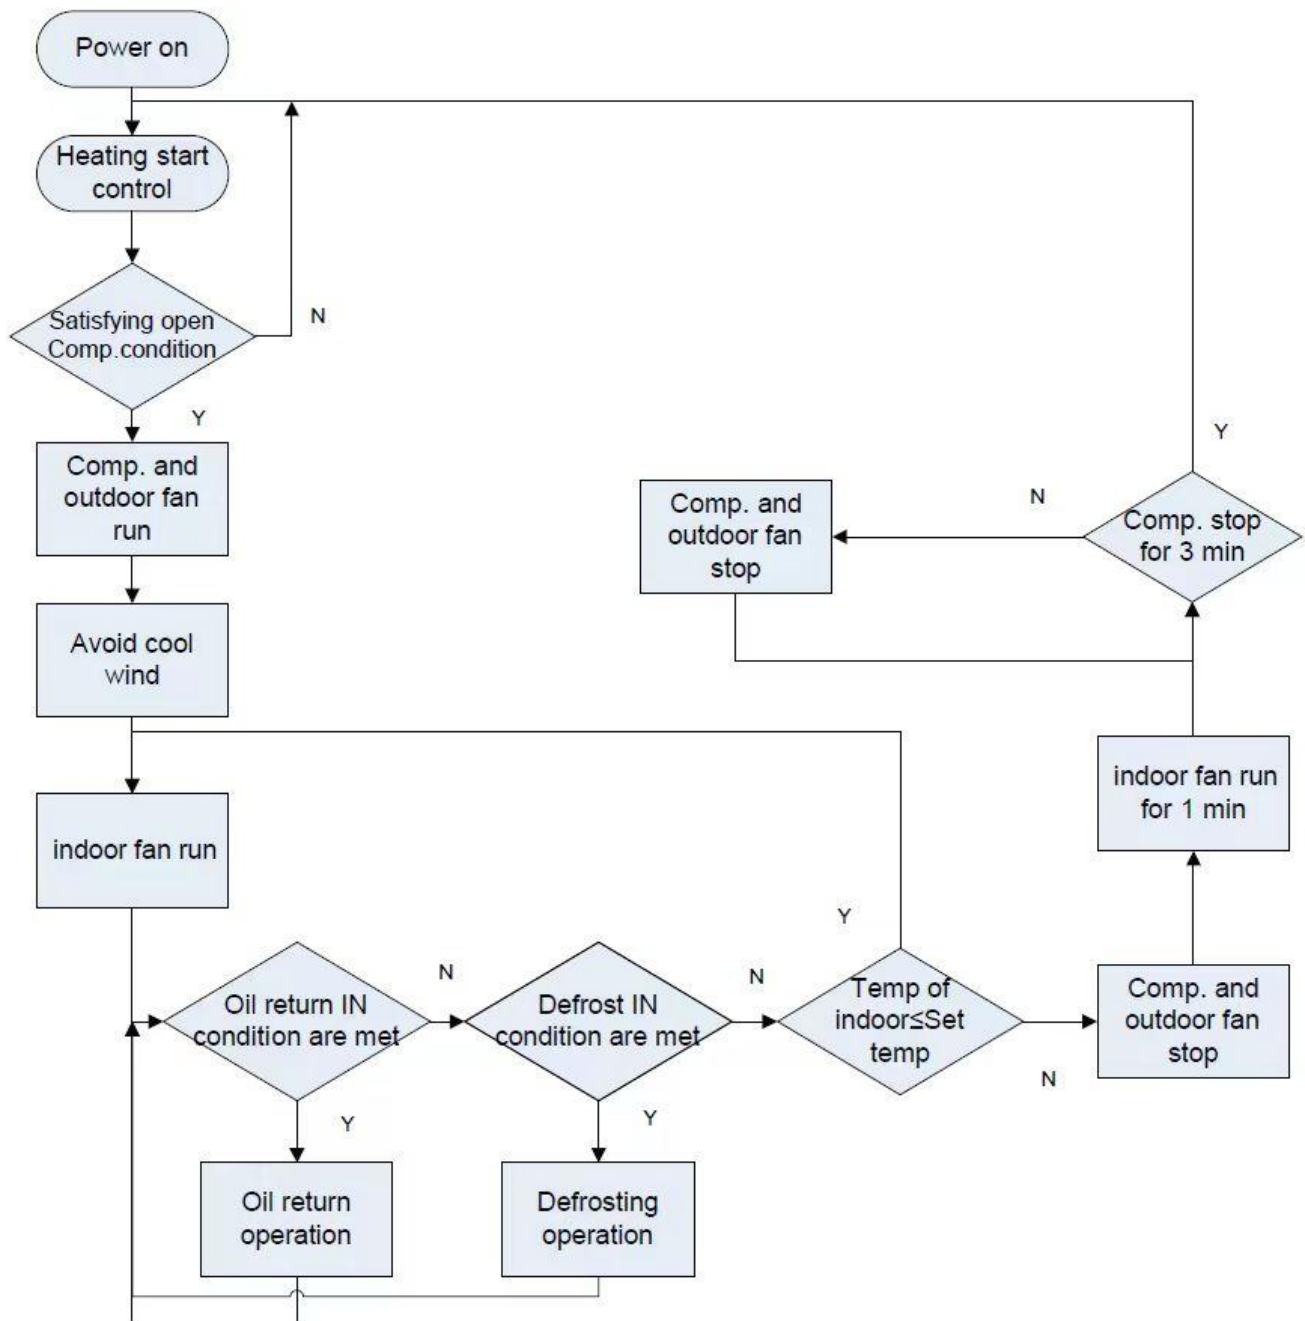 Power on
Heating start
control
Satisfying open
Comp.condition
N
Y
Comp. and
outdoor fan
run
Avoid cool
wind
indoor fan run
Oil return IN
condition are met
N
Y
Oil return
operation
Defrost IN
condition are met
N
Y
Defrosting
operation
Temp of
indoor≤Set
temp
Y
N
Comp. and
outdoor fan
stop
indoor fan run
for 1 min
Comp. stop
for 3 min
Y
N
Comp. and
outdoor fan
stop